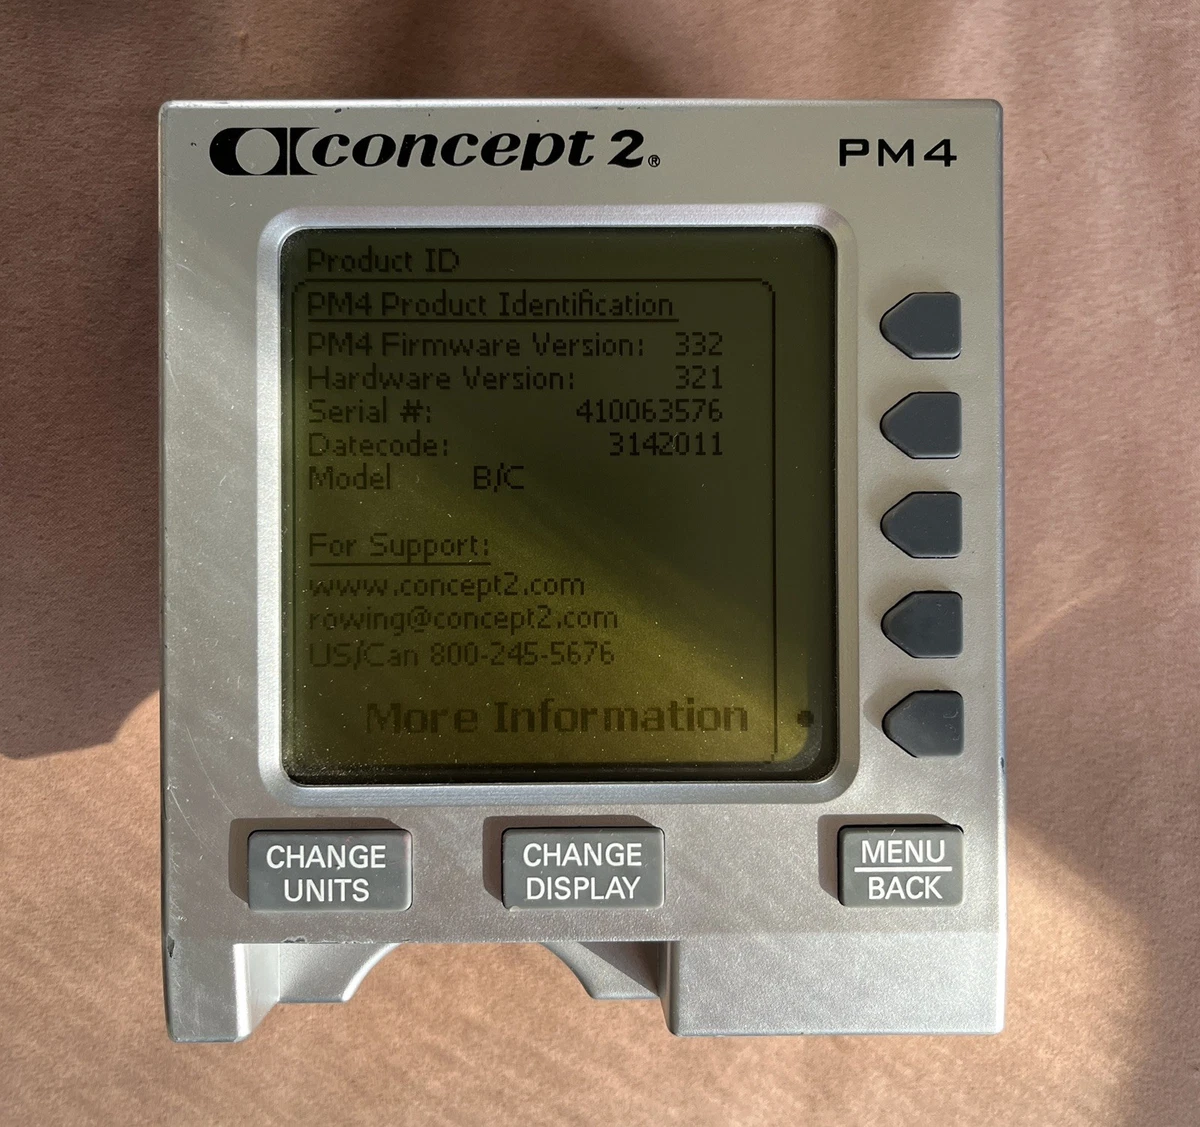 concept 2® PM4
Product ID
PM4 Product Identification
PM4 Firmware Version: 332
Hardware Version: 321
Serial #: 410063576
Datecode: 3142011
Model B/C
For Support:
www.concept2.com
rowing@concept2.com
US/Can 800-245-5676
More Information
CHANGE
UNITS
CHANGE
DISPLAY
MENU
BACK